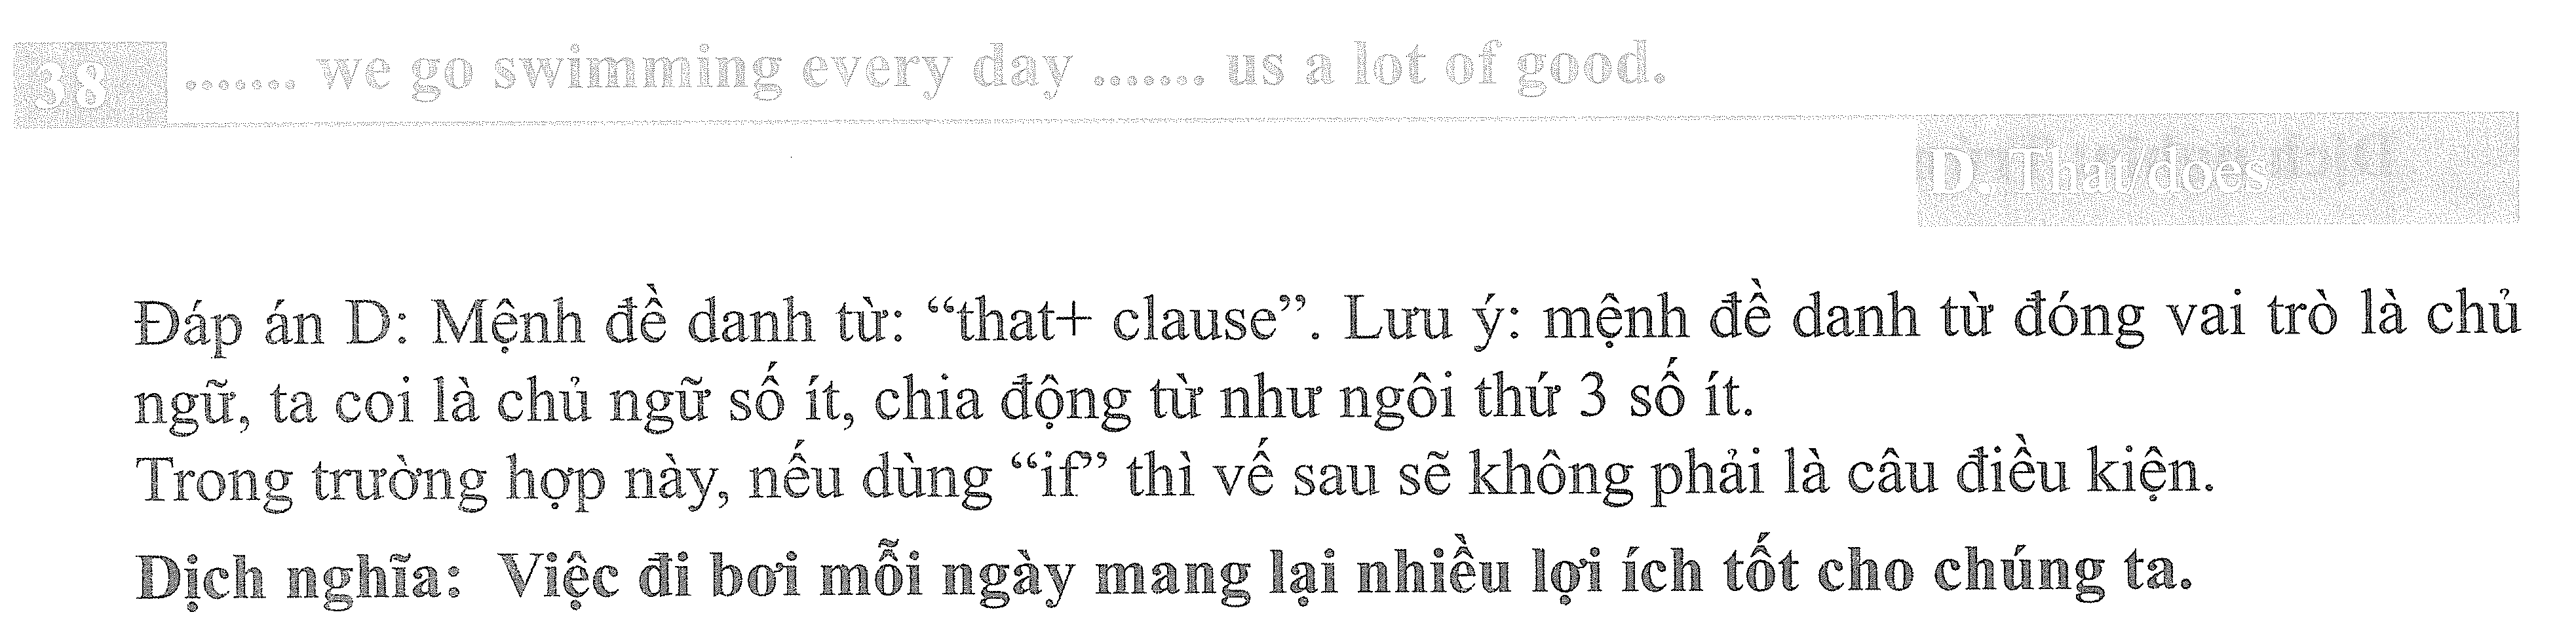 38 ....... we go swimming every day ....... us a lot of good.
D. That/does
Đáp án D: Mệnh đề danh từ: “that+ clause”. Lưu ý: mệnh đề danh từ đóng vai trò là chủ
ngữ, ta coi là chủ ngữ số ít, chia động từ như ngôi thứ 3 số ít.
Trong trường hợp này, nếu dùng “if” thì vế sau sẽ không phải là câu điều kiện.
Dịch nghĩa: Việc đi bơi mỗi ngày mang lại nhiều lợi ích tốt cho chúng ta.